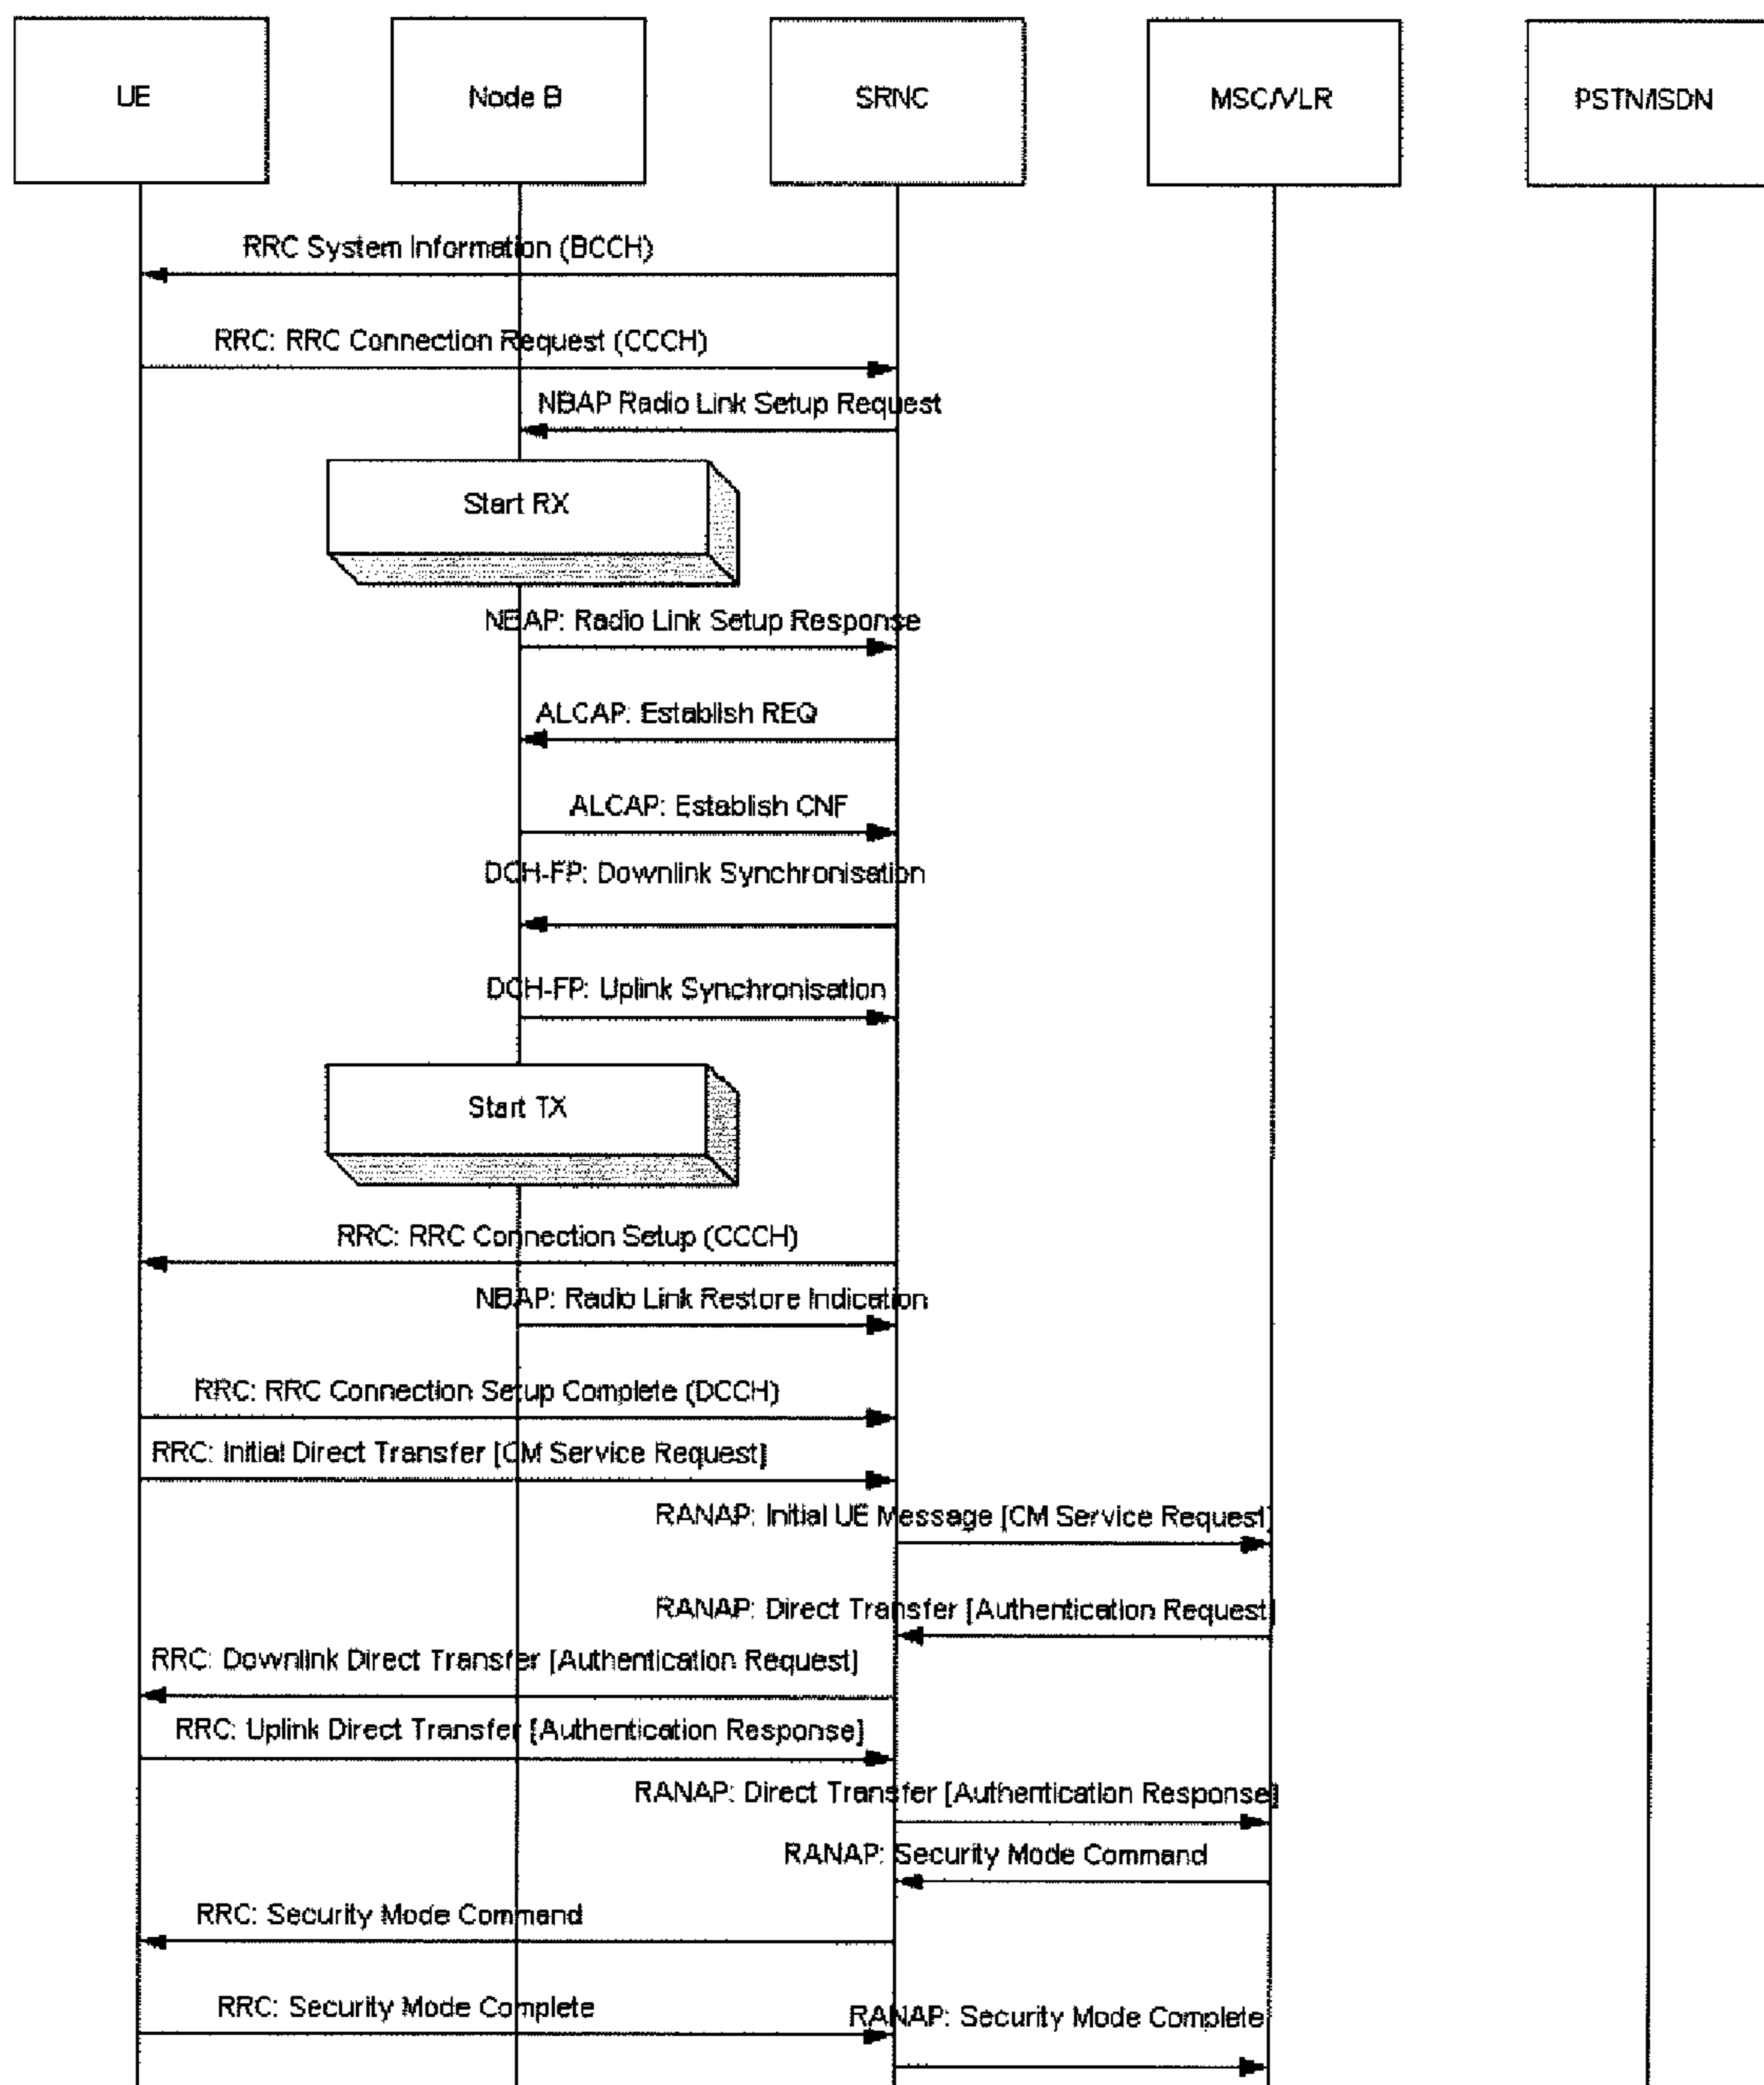 UE
Node B
SRNC
MSC/VLR
PSTN/ISDN
RRC System Information (BCCH)
RRC: RRC Connection Request (CCCH)
NBAP Radio Link Setup Request
Start RX
NBAP: Radio Link Setup Response
ALCAP: Establish REQ
ALCAP: Establish CNF
DCH-FP: Downlink Synchronisation
DCH-FP: Uplink Synchronisation
Start TX
RRC: RRC Connection Setup (CCCH)
NBAP: Radio Link Restore Indication
RRC: RRC Connection Setup Complete (DCCH)
RRC: Initial Direct Transfer [CM Service Request]
RANAP: Initial UE Message [CM Service Request]
RANAP: Direct Transfer [Authentication Request]
RRC: Downlink Direct Transfer [Authentication Request]
RRC: Uplink Direct Transfer [Authentication Response]
RANAP: Direct Transfer [Authentication Response]
RANAP: Security Mode Command
RRC: Security Mode Command
RRC: Security Mode Complete
RANAP: Security Mode Complete